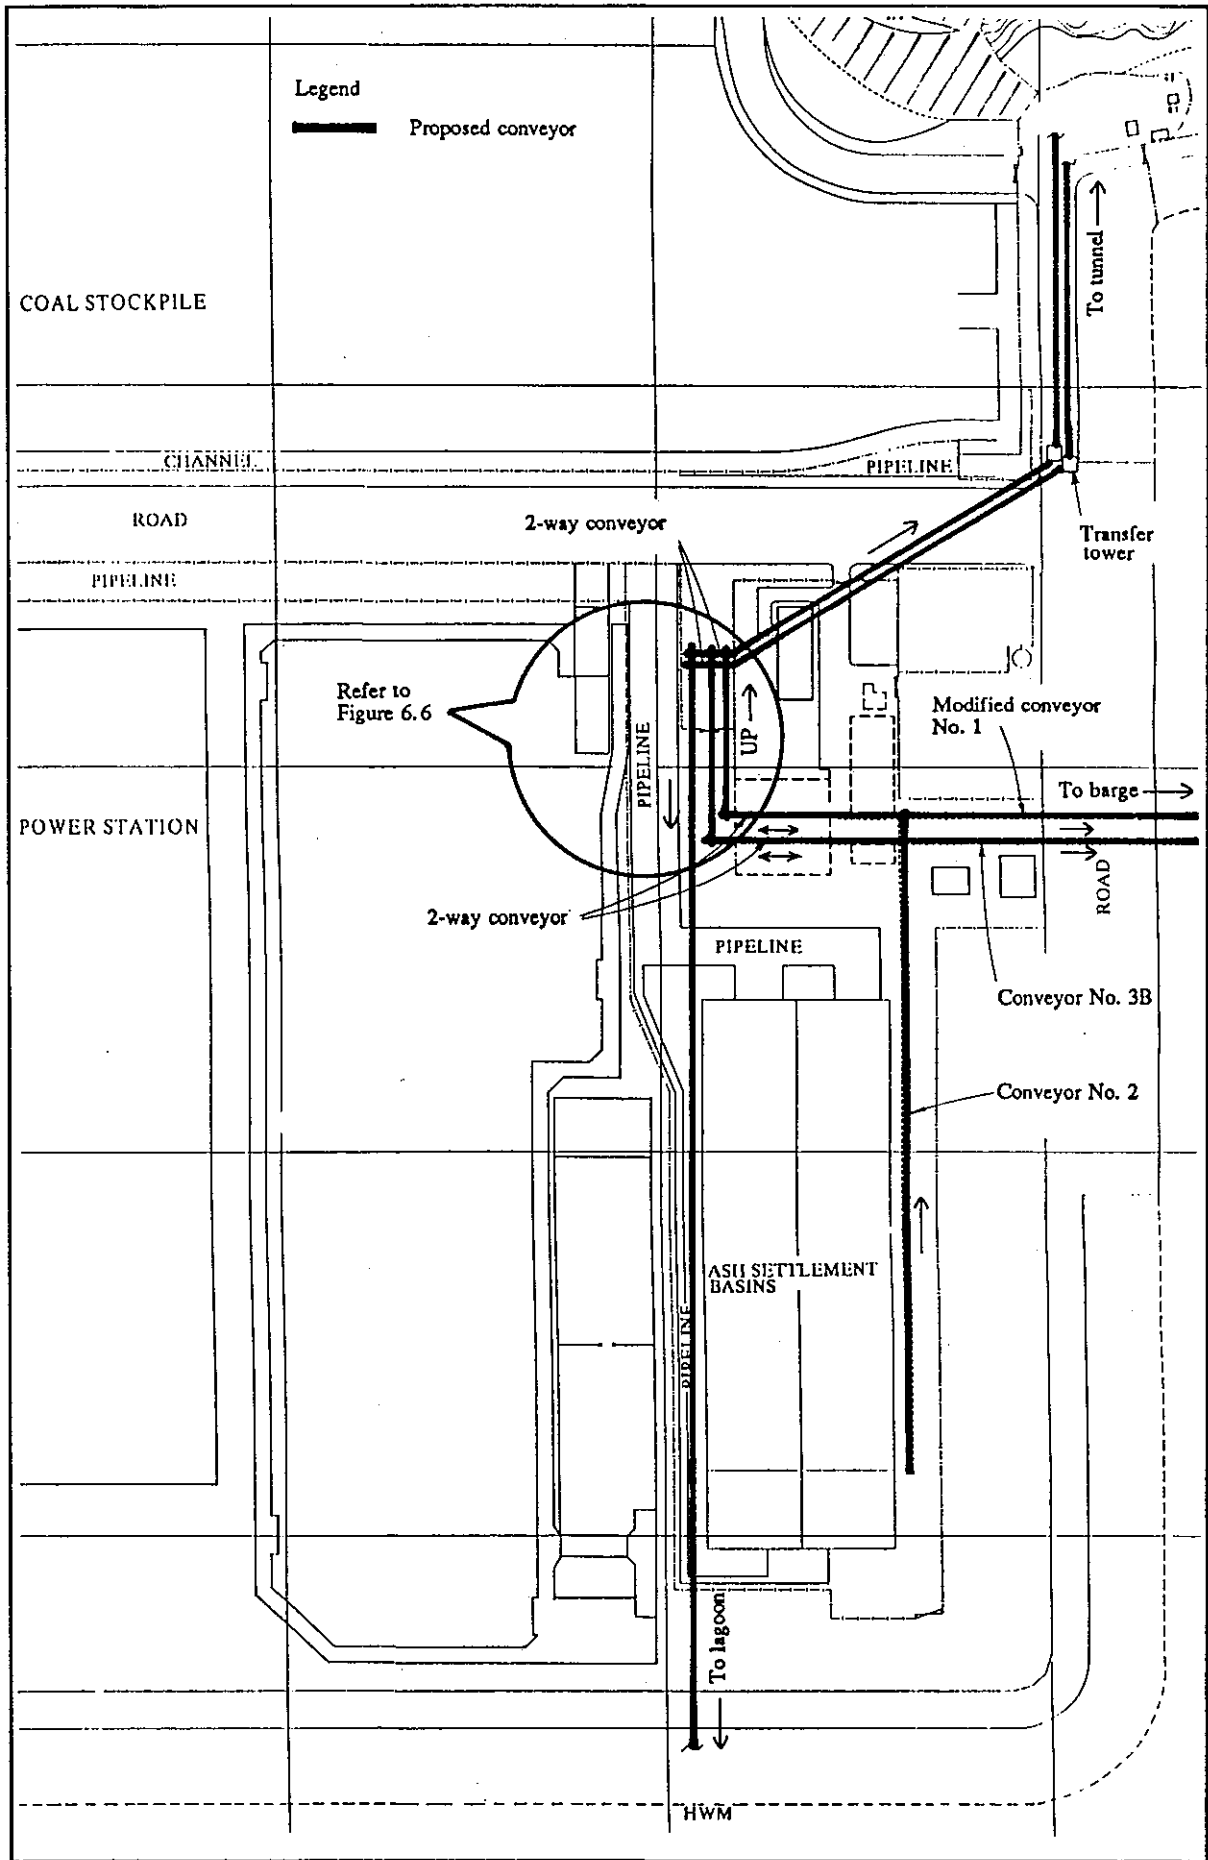 Legend
Proposed conveyor
To tunnel
COAL STOCKPILE
CHANNEL
PIPELINE
ROAD
2-way conveyor
Transfer
tower
PIPELINE
Refer to
Figure 6.6
PIPELINE
UP
Modified conveyor
No. 1
To barge
POWER STATION
ROAD
2-way conveyor
PIPELINE
Conveyor No. 3B
Conveyor No. 2
ASH SETTLEMENT
BASINS
PIPELINE
To lagoon
HWM